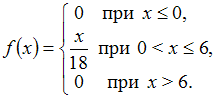 0 при x ≤ 0,
f(x) = { x/18 при 0 < x ≤ 6,
0 при x > 6.